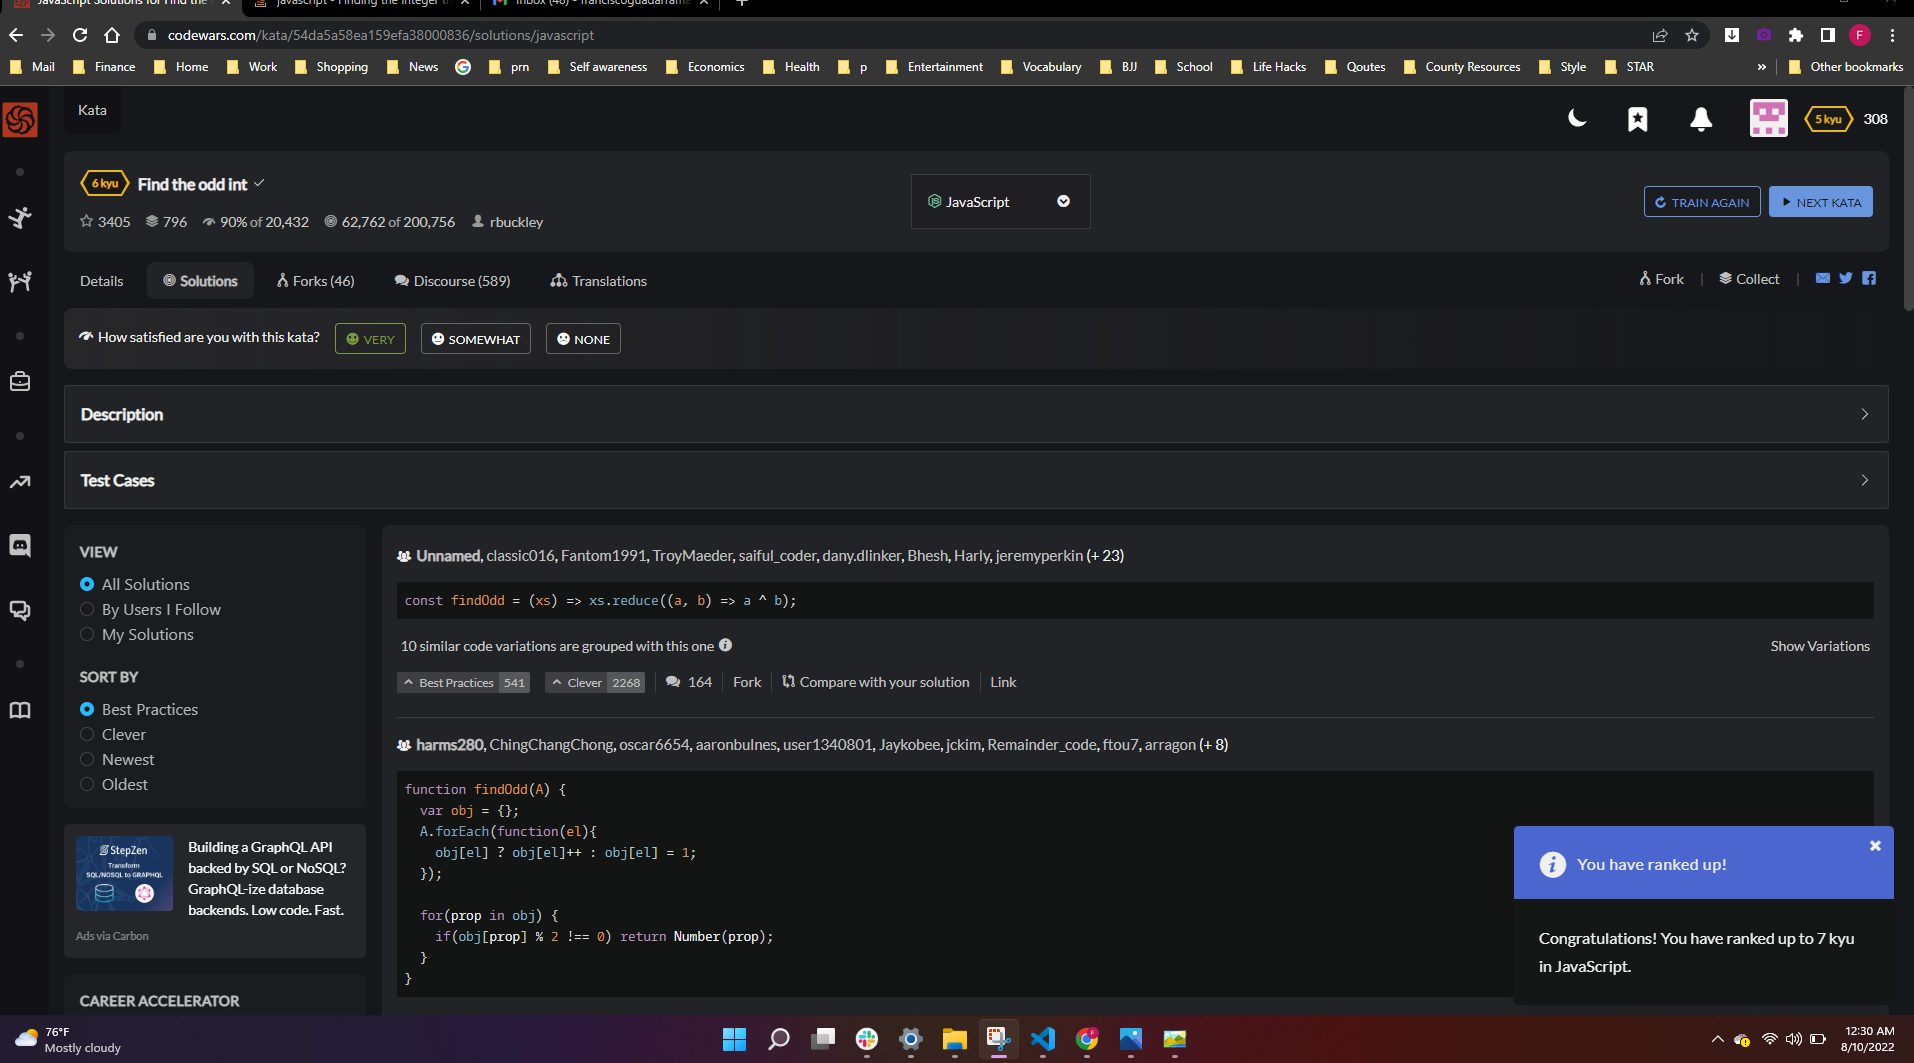 JavaScript Solutions for Find the
javascript - Finding the integer th
Inbox (48) - franciscoguadarrama
codewars.com/kata/54da5a58ea159efa38000836/solutions/javascript
F
Mail Finance Home Work Shopping News prn Self awareness Economics Health p Entertainment Vocabulary BJJ School Life Hacks Qoutes County Resources Style STAR » Other bookmarks
Kata
5 kyu 308
6 kyu Find the odd int
JavaScript
TRAIN AGAIN NEXT KATA
3405 796 90% of 20,432 62,762 of 200,756 rbuckley
Details Solutions Forks (46) Discourse (589) Translations
Fork | Collect |
How satisfied are you with this kata? VERY SOMEWHAT NONE
Description
Test Cases
VIEW
All Solutions
By Users I Follow
My Solutions
SORT BY
Best Practices
Clever
Newest
Oldest
StepZen
Transform
SQL/NOSQL to GRAPHQL
Building a GraphQL API
backed by SQL or NoSQL?
GraphQL-ize database
backends. Low code. Fast.
Ads via Carbon
CAREER ACCELERATOR
Unnamed, classic016, Fantom1991, TroyMaeder, saiful_coder, dany.dlinker, Bhesh, Harly, jeremyperkin (+ 23)
const findOdd = (xs) => xs.reduce((a, b) => a ^ b);
10 similar code variations are grouped with this one
Show Variations
Best Practices 541 Clever 2268 164 Fork Compare with your solution Link
harms280, ChingChangChong, oscar6654, aaronbulnes, user1340801, Jaykobee, jckim, Remainder_code, ftou7, arragon (+ 8)
function findOdd(A) {
var obj = {};
A.forEach(function(el){
obj[el] ? obj[el]++ : obj[el] = 1;
});
for(prop in obj) {
if(obj[prop] % 2 !== 0) return Number(prop);
}
}
You have ranked up!
Congratulations! You have ranked up to 7 kyu
in JavaScript.
76°F
Mostly cloudy
12:30 AM
8/10/2022